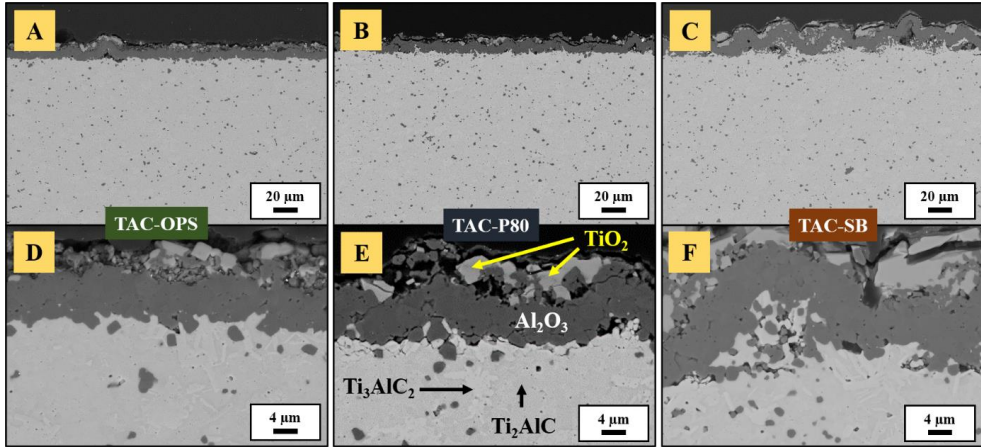 A
B
C
20 µm
20 µm
20 µm
TAC-OPS
TAC-P80
TAC-SB
D
E
F
TiO2
Al2O3
Ti3AlC2
Ti2AlC
4 µm
4 µm
4 µm